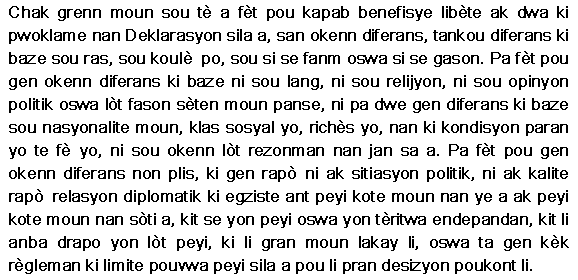 Chak grenn moun sou tè a fèt pou kapab benefisye libète ak dwa ki
pwoklame nan Deklarasyon sila a, san okenn diferans, tankou diferans ki
baze sou ras, sou koulè po, sou si se fanm oswa si se gason. Pa fèt pou
gen okenn diferans ki baze ni sou lang, ni sou relijyon, ni sou opinyon
politik oswa lòt fason sèten moun panse, ni pa dwe gen diferans ki baze
sou nasyonalite moun, klas sosyal yo, richès yo, nan ki kondisyon paran
yo te fè yo, ni sou okenn lòt rezonman nan jan sa a. Pa fèt pou gen
okenn diferans non plis, ki gen rapò ni ak sitiasyon politik, ni ak kalite
rapò relasyon diplomatik ki egziste ant peyi kote moun nan ye a ak peyi
kote moun nan sòti a, kit se yon peyi oswa yon tèritwa endepandan, kit li
anba drapo yon lòt peyi, ki li gran moun lakay li, oswa ta gen kèk
règleman ki limite pouvwa peyi sila a pou li pran desizyon poukont li.